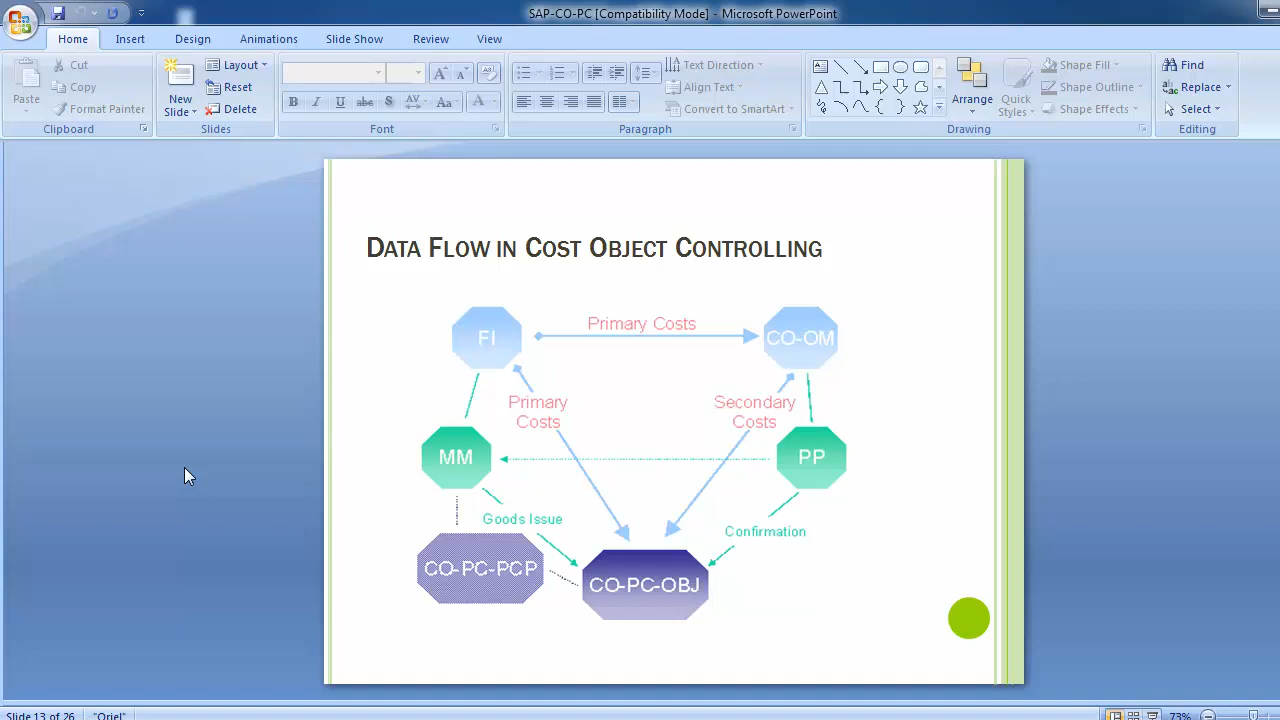 SAP-CO-PC [Compatibility Mode] - Microsoft PowerPoint
Home Insert Design Animations Slide Show Review View
Paste Cut Copy Format Painter
Clipboard
New Slide Layout Reset Delete
Slides
B I U abc S AV Aa A
Font
Text Direction
Align Text
Convert to SmartArt
Paragraph
Arrange Quick Styles Shape Fill Shape Outline Shape Effects
Drawing
Find
Replace
Select
Editing
DATA FLOW IN COST OBJECT CONTROLLING
FI
Primary Costs
CO-OM
Primary
Costs
Secondary
Costs
MM
PP
Goods Issue
Confirmation
CO-PC-PCP
CO-PC-OBJ
Slide 13 of 26 "Oriel" 73%